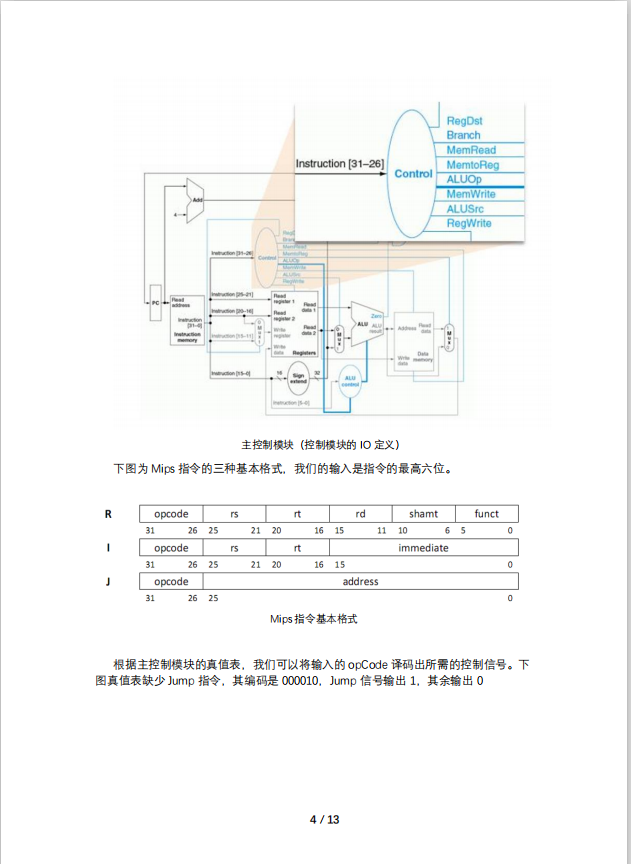 RegDst
Branch
MemRead
Instruction [31–26]
MemtoReg
Control
ALUOp
MemWrite
ALUSrc
RegWrite
Add
4
Control
Instruction [31–26]
MemRead
MemtoReg
ALUOp
MemWrite
ALUSrc
RegWrite
PC
Read address
Instruction [31–0]
Instruction memory
Instruction [25–21]
Instruction [20–16]
Instruction [15–11]
Instruction [15–0]
Read register 1
Read register 2
Write register
Write data
Read data 1
Read data 2
Registers
Zero
ALU
ALU result
Address
Read data
Write data
Data memory
16
Sign extend
32
ALU control
Instruction [5–0]
主控制模块（控制模块的 IO 定义）
下图为 Mips 指令的三种基本格式，我们的输入是指令的最高六位。
R opcode rs rt rd shamt funct
31 26 25 21 20 16 15 11 10 6 5 0
I opcode rs rt immediate
31 26 25 21 20 16 15 0
J opcode address
31 26 25 0
Mips 指令基本格式
根据主控制模块的真值表，我们可以将输入的 opCode 译码出所需的控制信号。下
图真值表缺少 Jump 指令，其编码是 000010，Jump 信号输出 1，其余输出 0
4 / 13